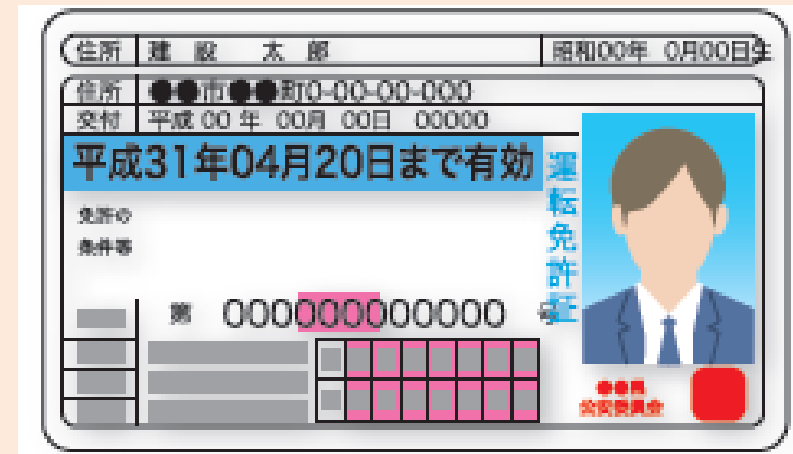 住所 建設 太郎 昭和00年 0月00日生
住所 ●●市●●町0-00-00-000
交付 平成 00 年 00月 00日 00000
平成31年04月20日まで有効
免許の
条件等
運転免許証
第 000000000000 号
●●県
公安委員会